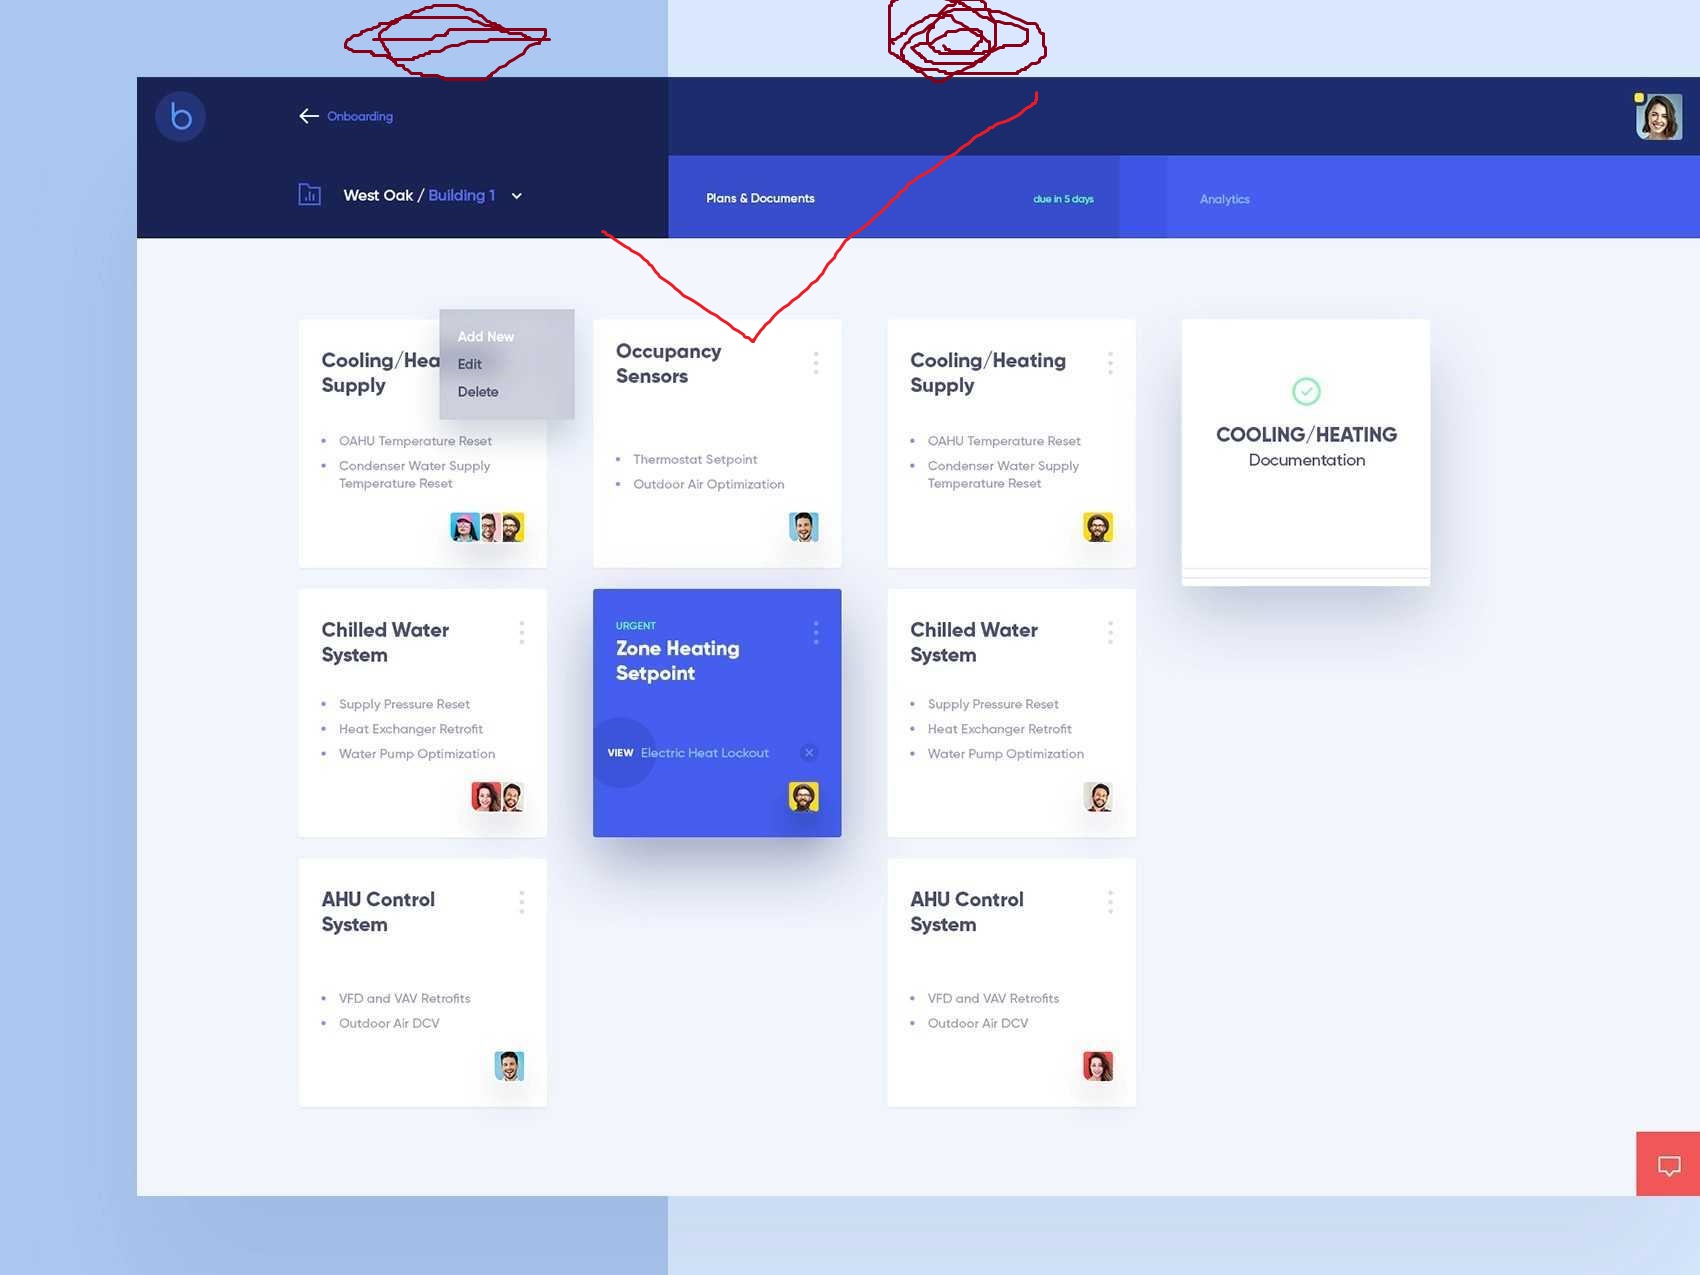 b
Onboarding
West Oak / Building 1
Plans & Documents
due in 5 days
Analytics
Cooling/Hea
Supply
Add New
Edit
Delete
OAHU Temperature Reset
Condenser Water Supply
Temperature Reset
Occupancy
Sensors
Thermostat Setpoint
Outdoor Air Optimization
Cooling/Heating
Supply
OAHU Temperature Reset
Condenser Water Supply
Temperature Reset
COOLING/HEATING
Documentation
Chilled Water
System
Supply Pressure Reset
Heat Exchanger Retrofit
Water Pump Optimization
URGENT
Zone Heating
Setpoint
VIEW Electric Heat Lockout
Chilled Water
System
Supply Pressure Reset
Heat Exchanger Retrofit
Water Pump Optimization
AHU Control
System
VFD and VAV Retrofits
Outdoor Air DCV
AHU Control
System
VFD and VAV Retrofits
Outdoor Air DCV